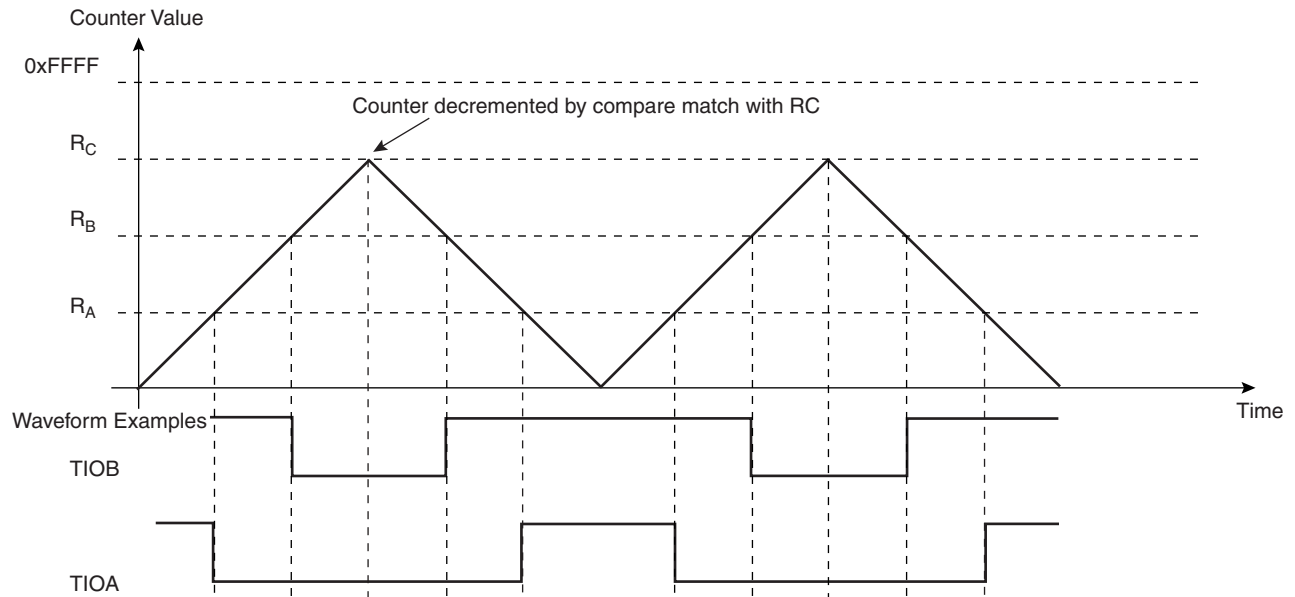 Counter Value
0xFFFF
Counter decremented by compare match with RC
RC
RB
RA
Time
Waveform Examples
TIOB
TIOA